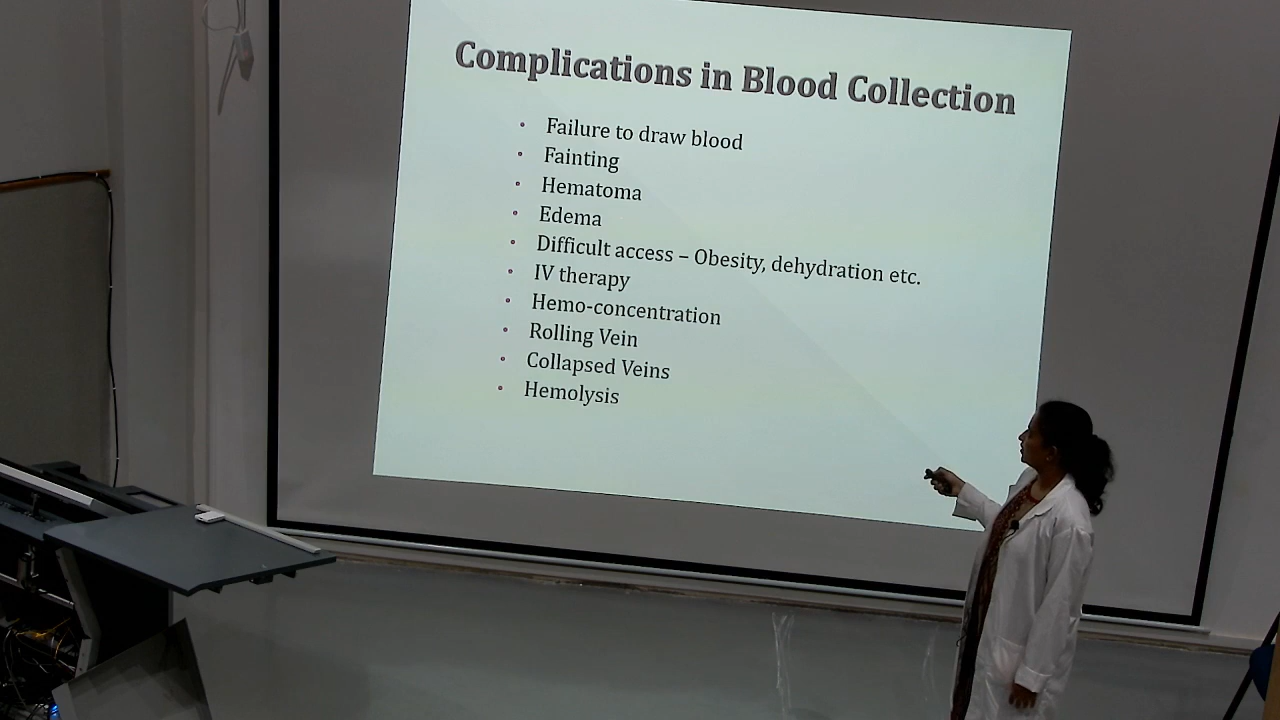 Complications in Blood Collection
• Failure to draw blood
• Fainting
• Hematoma
• Edema
• Difficult access – Obesity, dehydration etc.
• IV therapy
• Hemo-concentration
• Rolling Vein
• Collapsed Veins
• Hemolysis